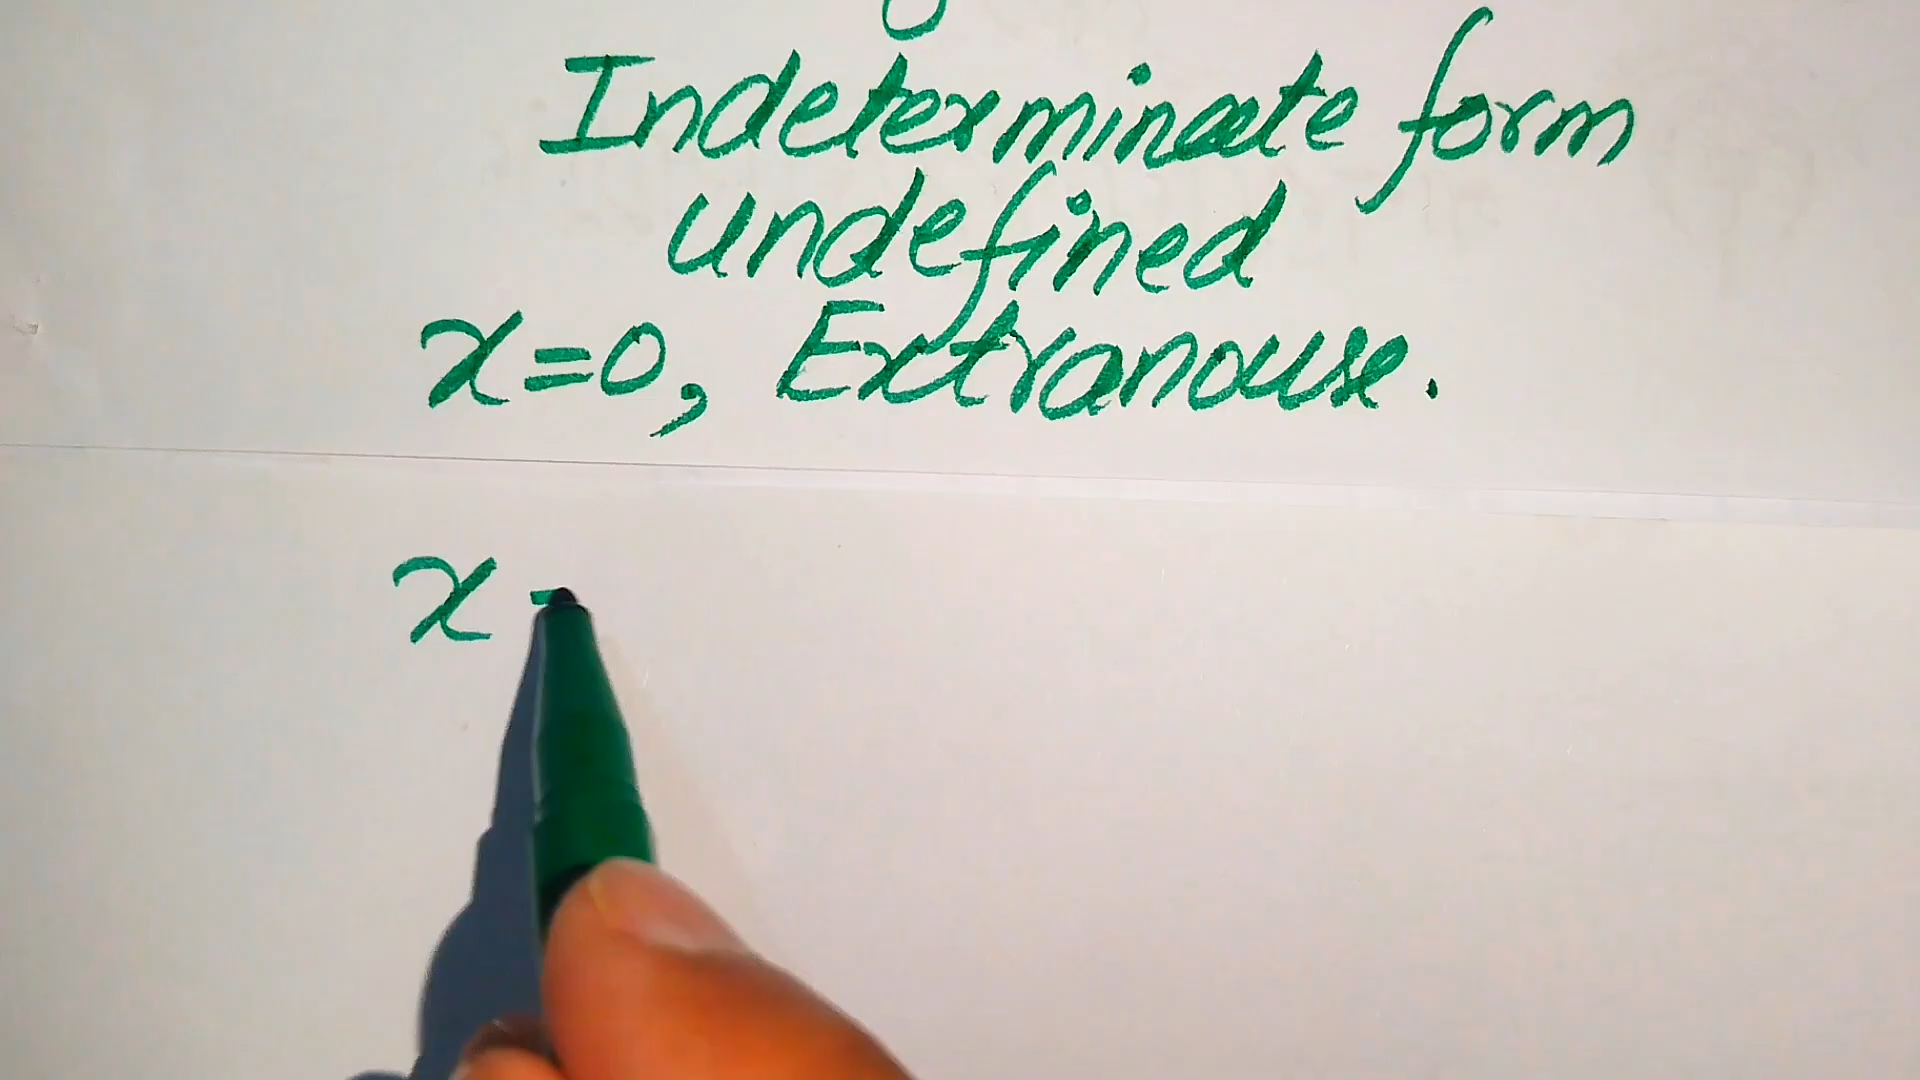 Indeterminate form
undefined
x=0, Extranouse.
x -